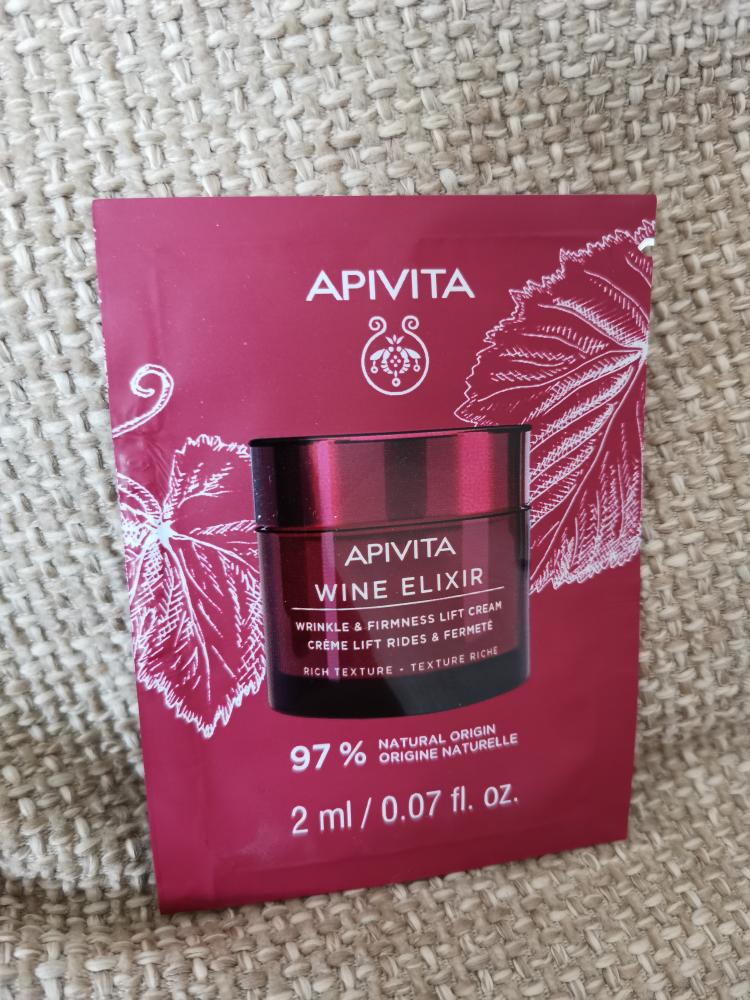 APIVITA
APIVITA
WINE ELIXIR
WRINKLE & FIRMNESS LIFT CREAM
CRÈME LIFT RIDES & FERMETÉ
RICH TEXTURE - TEXTURE RICHE
97 % NATURAL ORIGIN
ORIGINE NATURELLE
2 ml / 0.07 fl. oz.